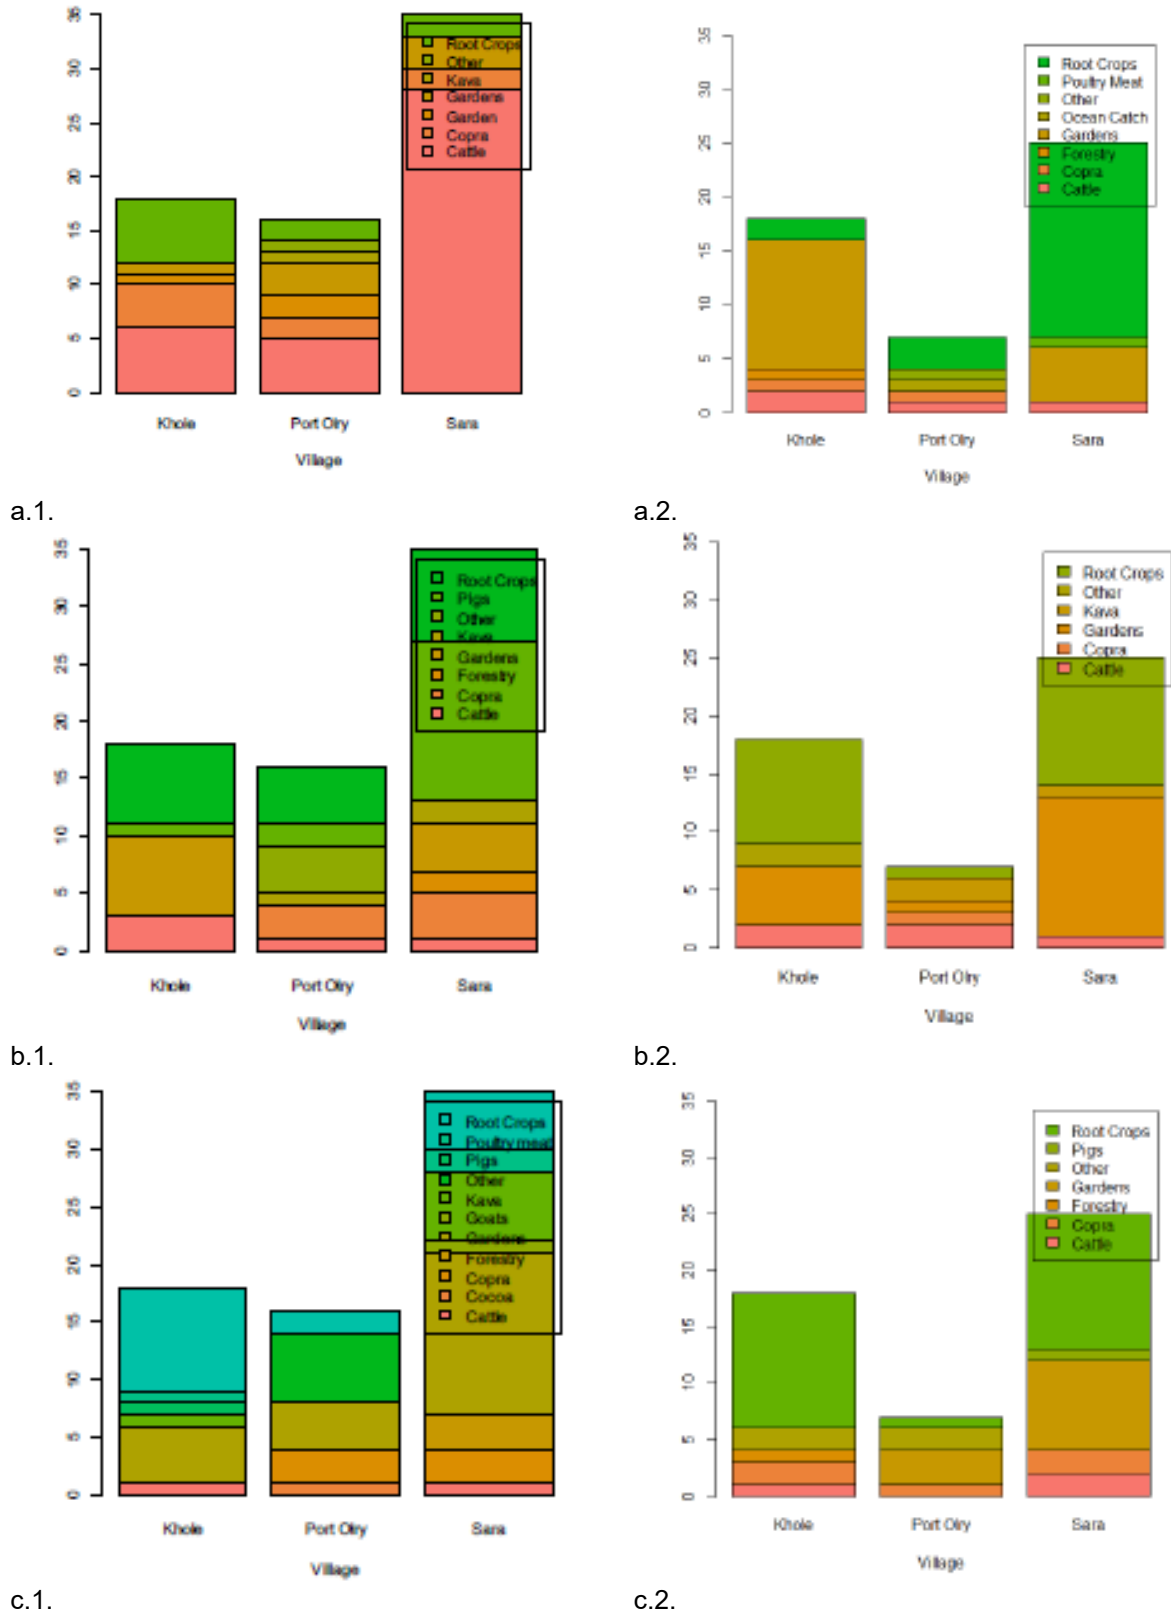 35
30
25
20
15
10
5
0
Root Crops
Other
Kava
Gardens
Garden
Copra
Cattle
Khole Port Olry Sara
Village
a.1.
35
30
25
20
15
10
5
0
Root Crops
Poultry Meat
Other
Ocean Catch
Gardens
Forestry
Copra
Cattle
Khole Port Olry Sara
Village
a.2.
35
30
25
20
15
10
5
0
Root Crops
Pigs
Other
Kava
Gardens
Forestry
Copra
Cattle
Khole Port Olry Sara
Village
b.1.
35
30
25
20
15
10
5
0
Root Crops
Other
Kava
Gardens
Copra
Cattle
Khole Port Olry Sara
Village
b.2.
35
30
25
20
15
10
5
0
Root Crops
Poultry meat
Pigs
Other
Kava
Goats
Gardens
Forestry
Copra
Cocoa
Cattle
Khole Port Olry Sara
Village
c.1.
35
30
25
20
15
10
5
0
Root Crops
Pigs
Other
Gardens
Forestry
Copra
Cattle
Khole Port Olry Sara
Village
c.2.